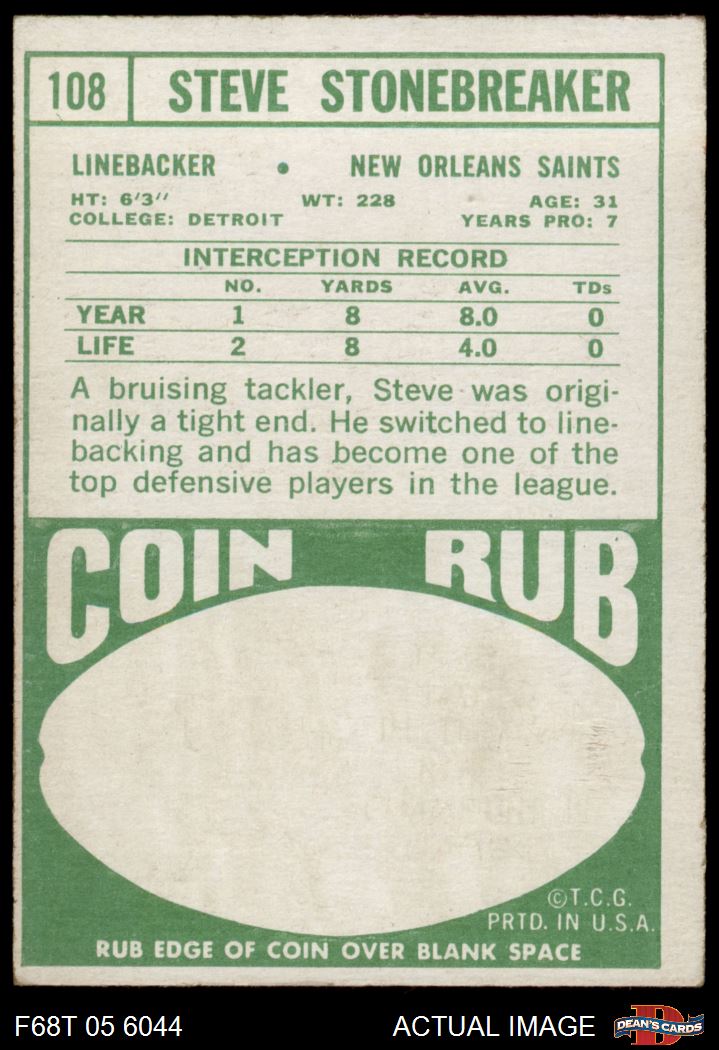 108 STEVE STONEBREAKER
LINEBACKER • NEW ORLEANS SAINTS
HT: 6'3'' WT: 228 AGE: 31
COLLEGE: DETROIT YEARS PRO: 7
INTERCEPTION RECORD
NO. YARDS AVG. TDs
YEAR 1 8 8.0 0
LIFE 2 8 4.0 0
A bruising tackler, Steve was origi-
nally a tight end. He switched to line-
backing and has become one of the
top defensive players in the league.
COIN RUB
©T.C.G.
PRTD. IN U.S.A.
RUB EDGE OF COIN OVER BLANK SPACE
F68T 05 6044 ACTUAL IMAGE D DEAN'S CARDS